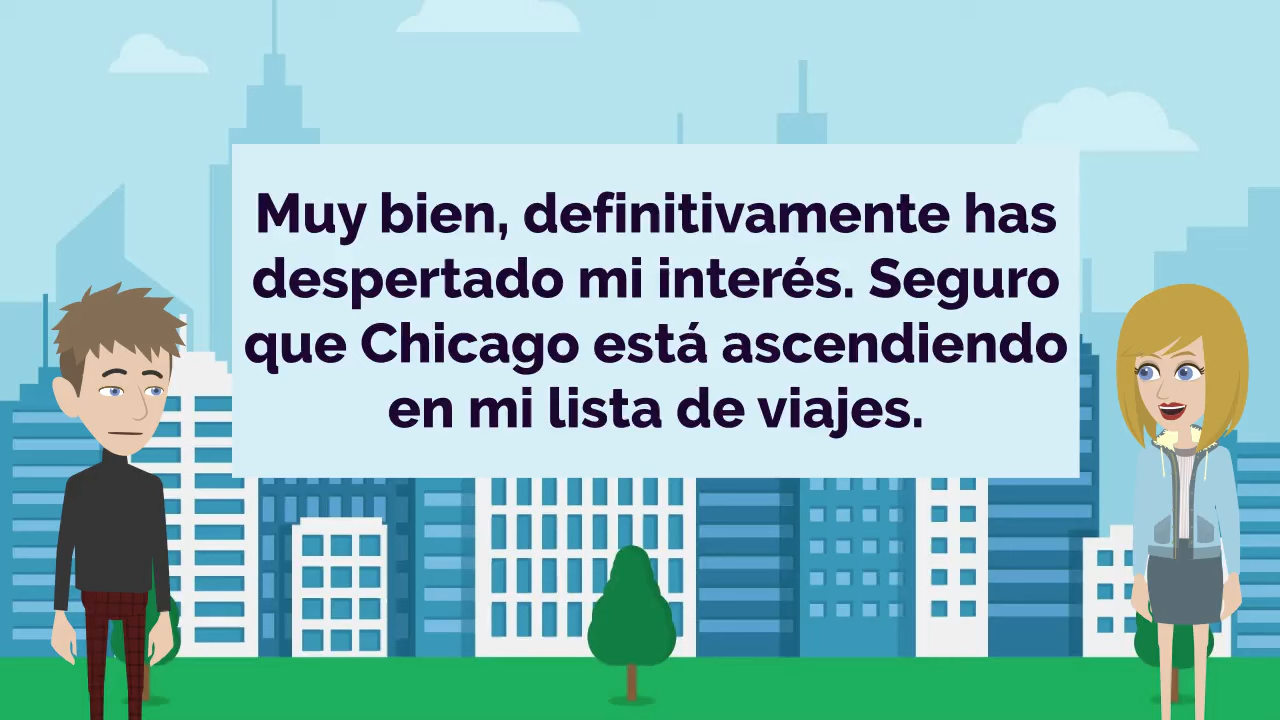 Muy bien, definitivamente has
despertado mi interés. Seguro
que Chicago está ascendiendo
en mi lista de viajes.